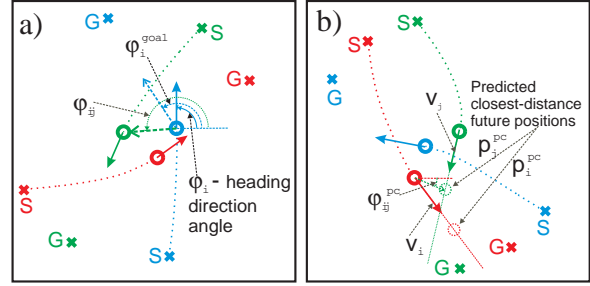 a)
G
φ_i^goal
S
G
φ_ij
φ_i - heading
direction
angle
S
G
S
b)
S
S
G
Predicted
closest-distance
future positions
v_j
p_j^pc
p_i^pc
φ_ij^pc
v_i
S
G
G